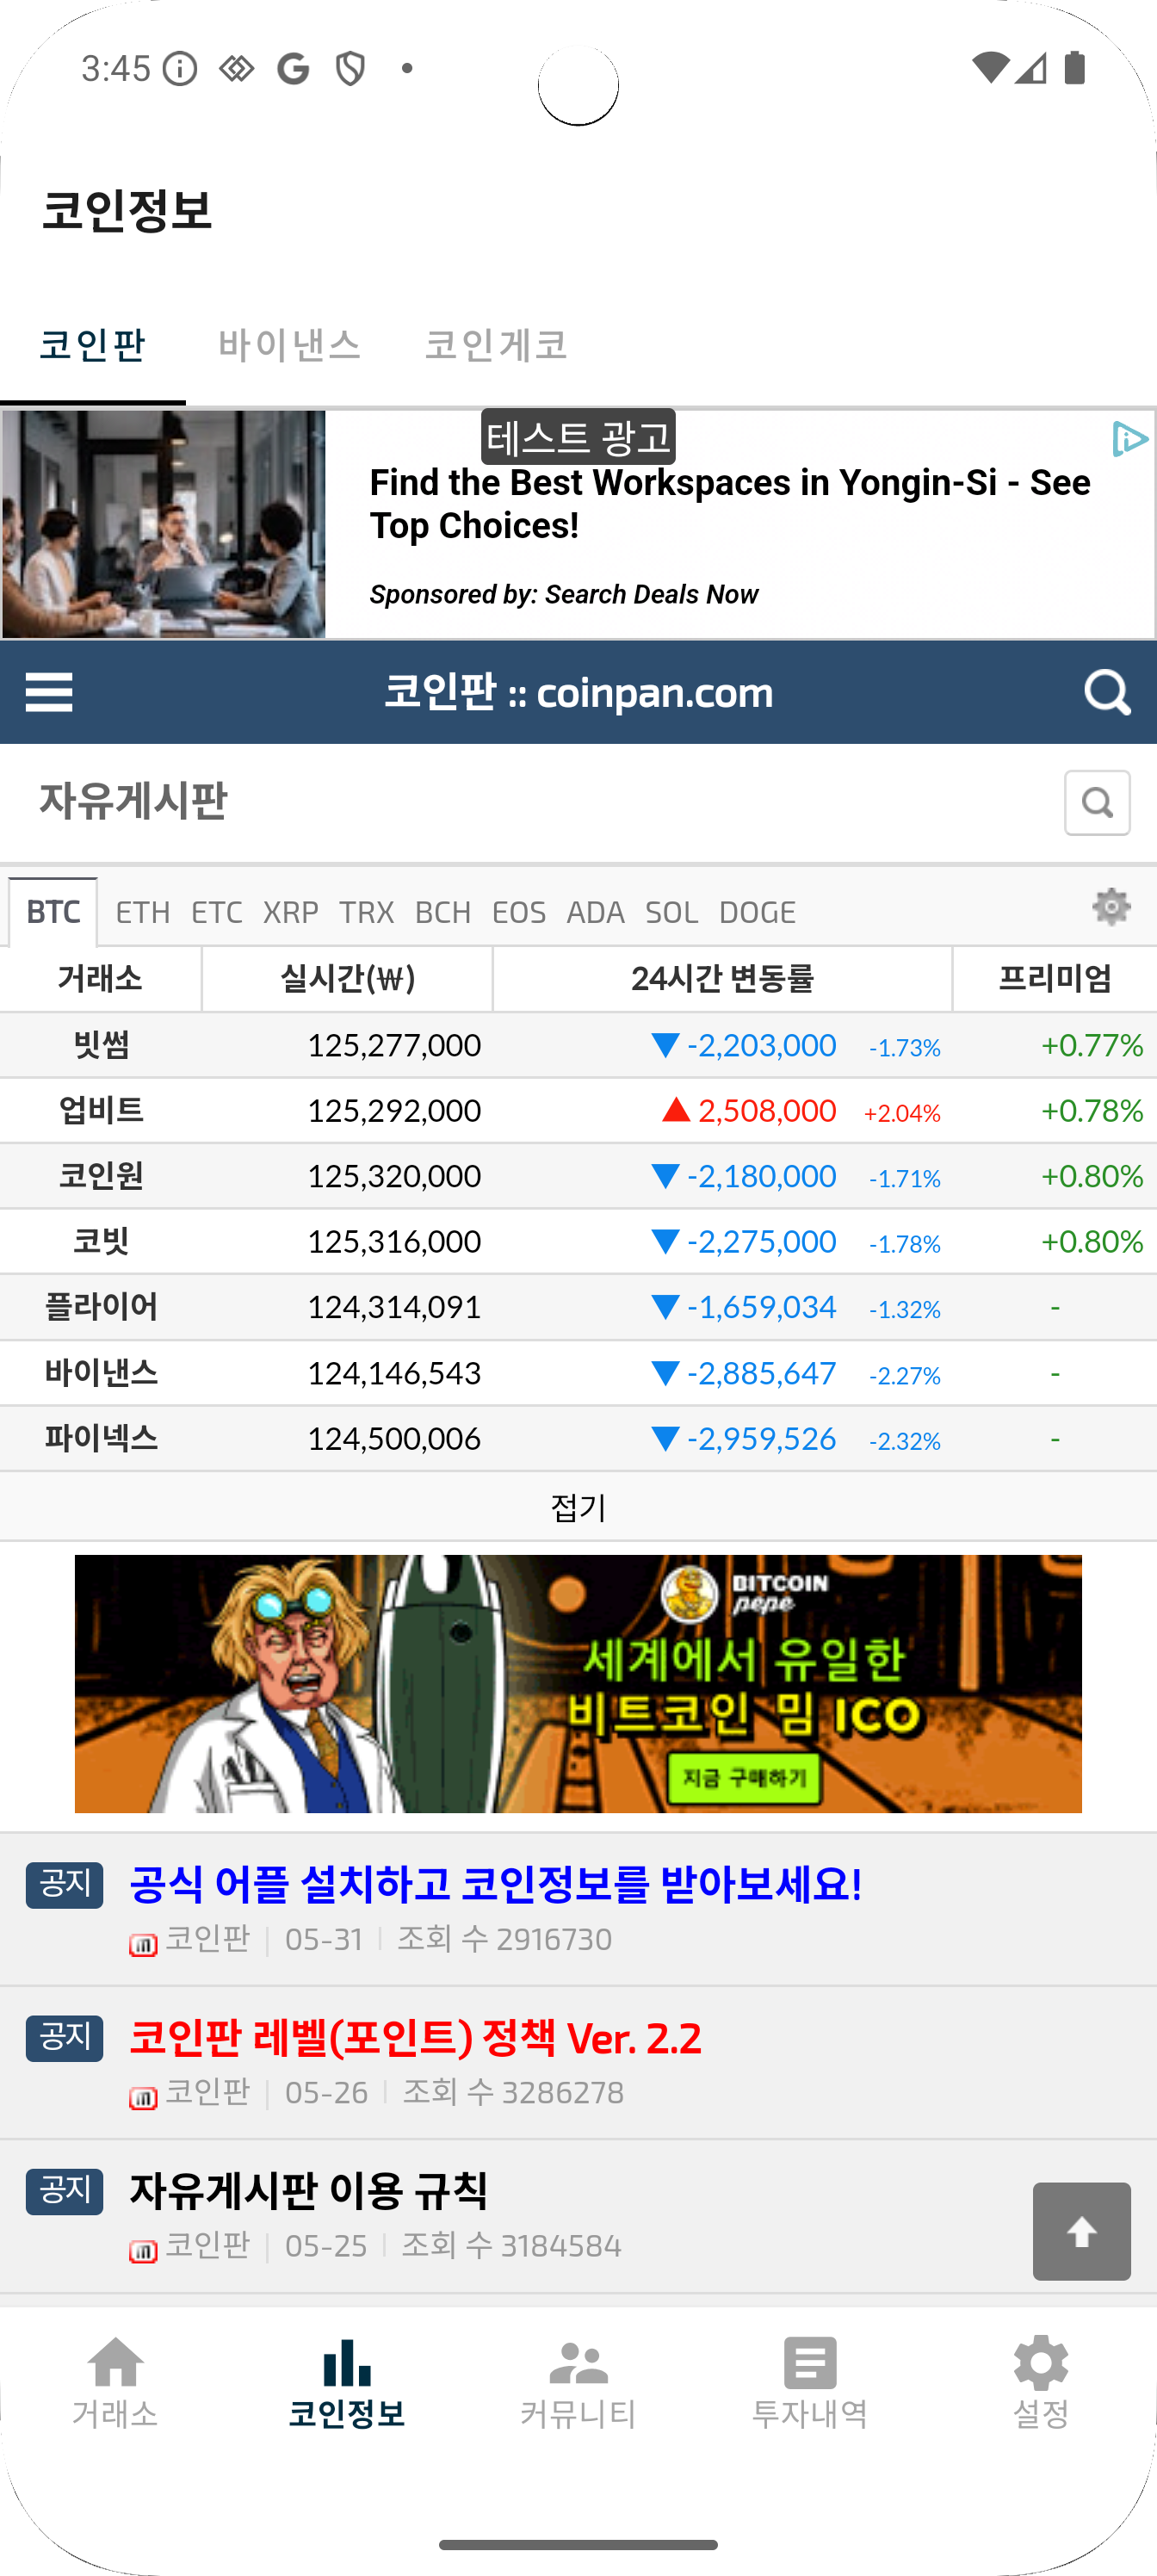 3:45
코인정보
코인판 바이낸스 코인게코
테스트 광고
Find the Best Workspaces in Yongin-Si - See
Top Choices!
Sponsored by: Search Deals Now
코인판 :: coinpan.com
자유게시판
BTC ETH ETC XRP TRX BCH EOS ADA SOL DOGE
거래소 실시간(₩) 24시간 변동률 프리미엄
빗썸 125,277,000 ▼ -2,203,000 -1.73% +0.77%
업비트 125,292,000 ▲ 2,508,000 +2.04% +0.78%
코인원 125,320,000 ▼ -2,180,000 -1.71% +0.80%
코빗 125,316,000 ▼ -2,275,000 -1.78% +0.80%
플라이어 124,314,091 ▼ -1,659,034 -1.32% -
바이낸스 124,146,543 ▼ -2,885,647 -2.27% -
파이넥스 124,500,006 ▼ -2,959,526 -2.32% -
접기
BITCOIN
pepe
세계에서 유일한
비트코인 밈 ICO
지금 구매하기
공지 공식 어플 설치하고 코인정보를 받아보세요!
코인판 | 05-31 | 조회 수 2916730
공지 코인판 레벨(포인트) 정책 Ver. 2.2
코인판 | 05-26 | 조회 수 3286278
공지 자유게시판 이용 규칙
코인판 | 05-25 | 조회 수 3184584
거래소 코인정보 커뮤니티 투자내역 설정